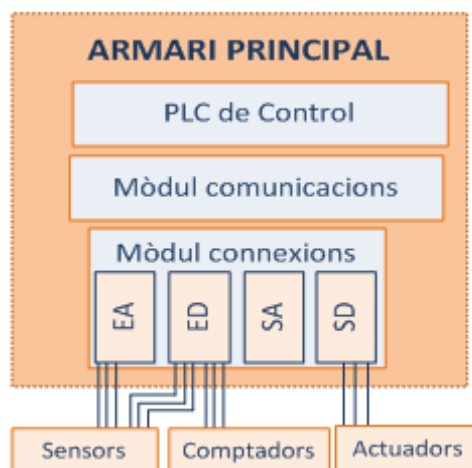 ARMARI PRINCIPAL
PLC de Control
Mòdul comunicacions
Mòdul connexions
EA
ED
SA
SD
Sensors
Comptadors
Actuadors